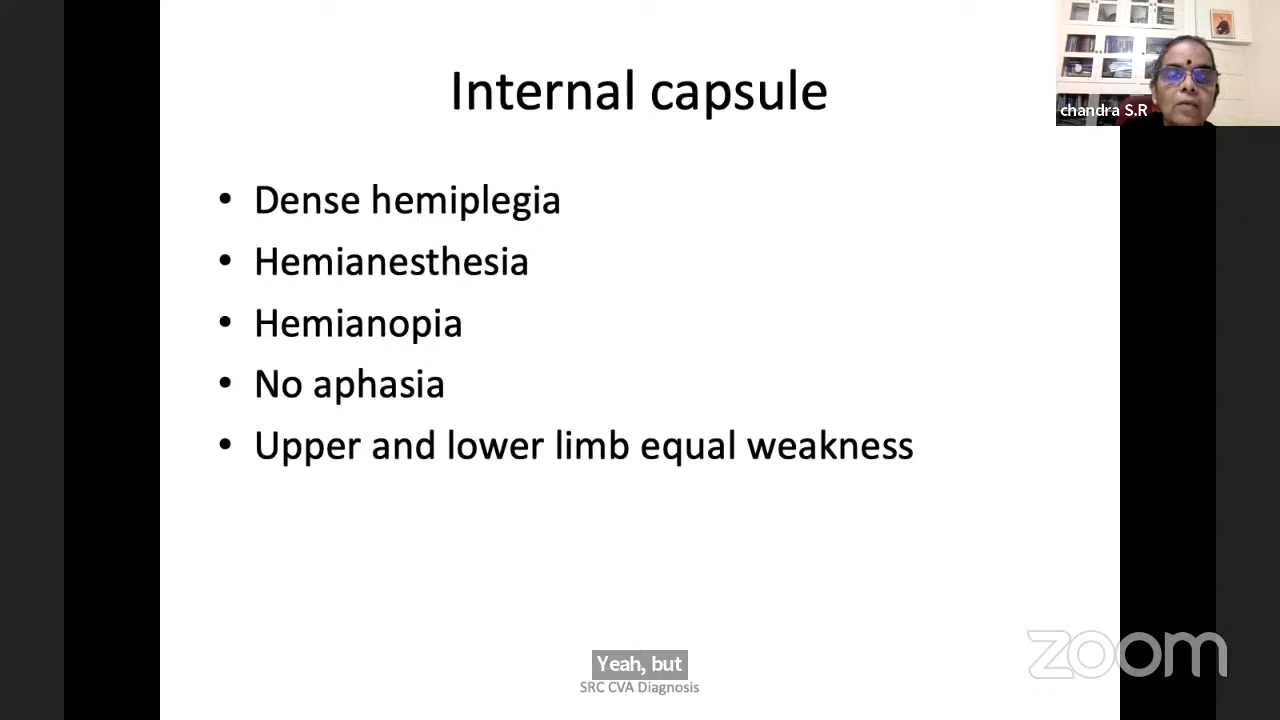 Internal capsule
chandra S.R
• Dense hemiplegia
• Hemianesthesia
• Hemianopia
• No aphasia
• Upper and lower limb equal weakness
zoom
Yeah, but
SRC CVA Diagnosis